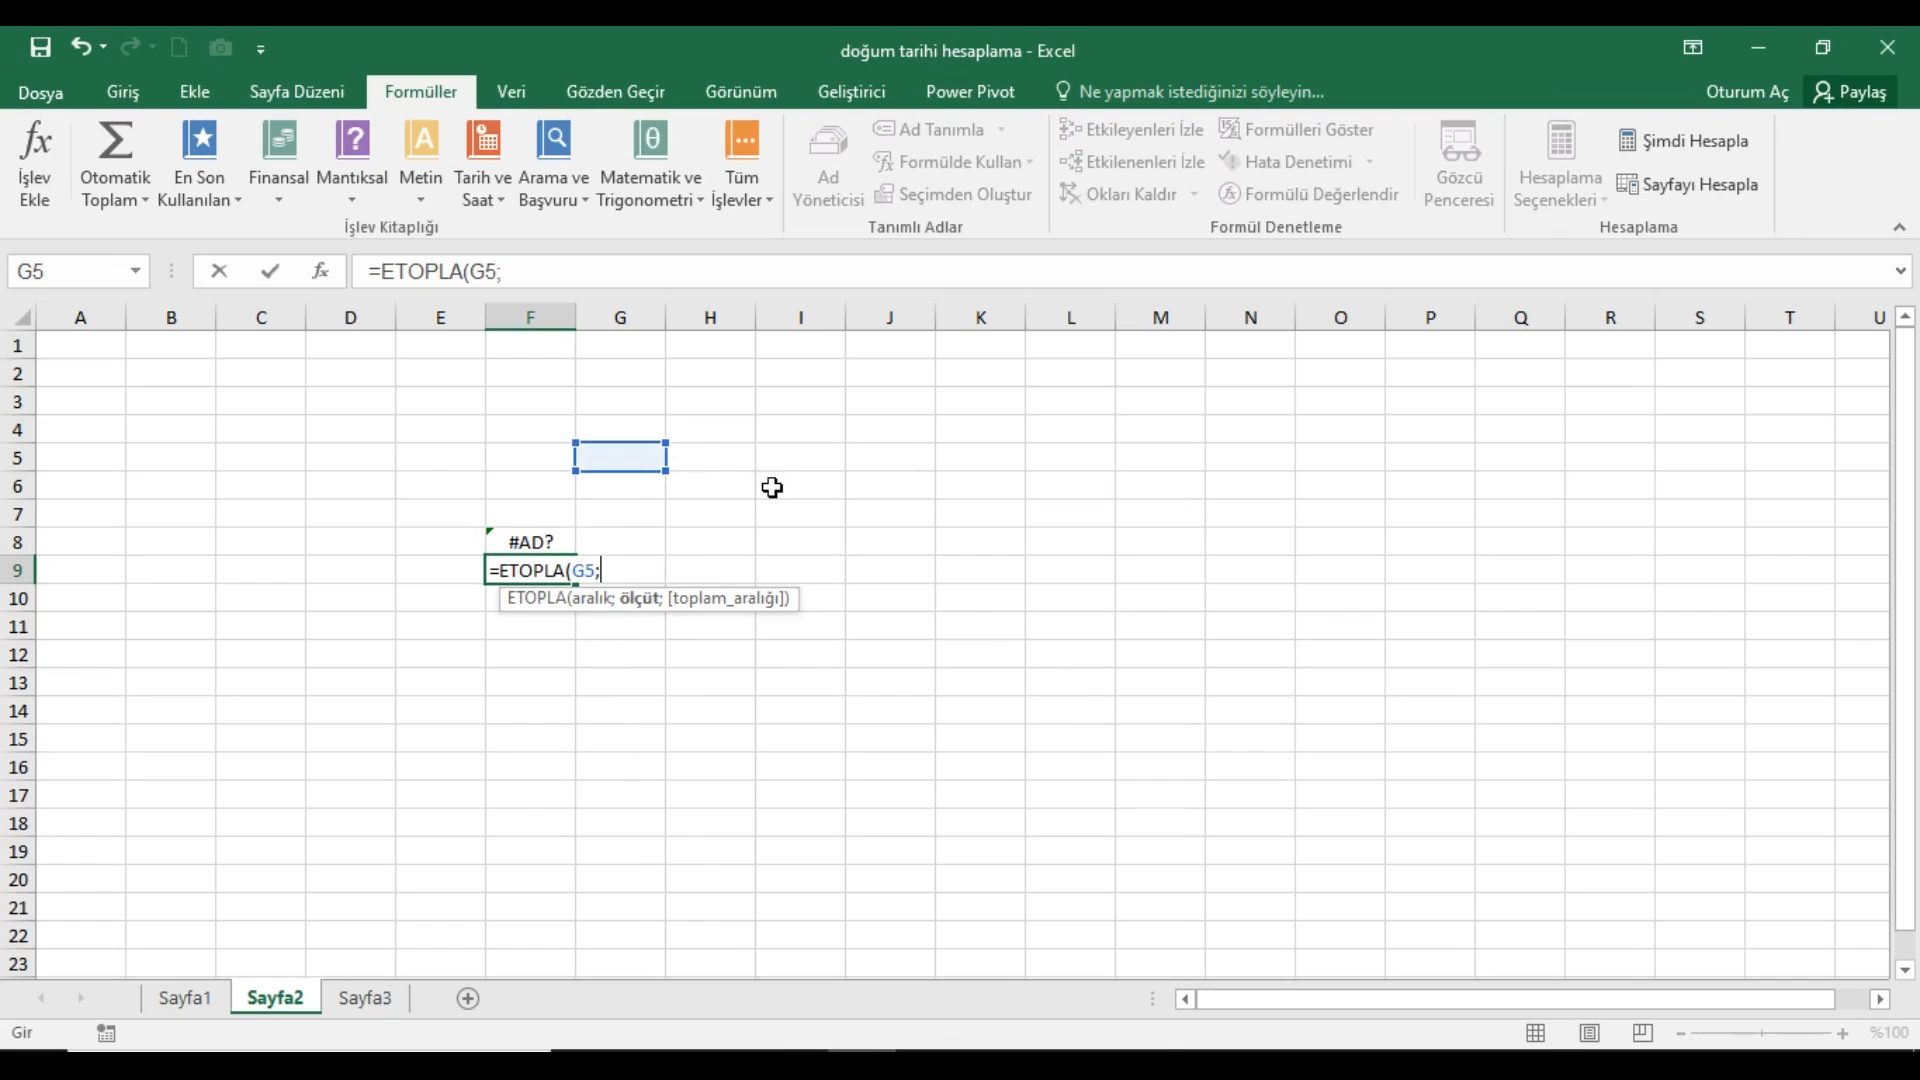 doğum tarihi hesaplama - Excel
Dosya Giriş Ekle Sayfa Düzeni Formüller Veri Gözden Geçir Görünüm Geliştirici Power Pivot Ne yapmak istediğinizi söyleyin... Oturum Aç Paylaş
fx İşlev Ekle
Otomatik Toplam
En Son Kullanılan
Finansal
Mantıksal
Metin
Tarih ve Saat
Arama ve Başvuru
Matematik ve Trigonometri
Tüm İşlevler
İşlev Kitaplığı
Ad Yöneticisi
Ad Tanımla
Formülde Kullan
Seçimden Oluştur
Tanımlı Adlar
Etkileyenleri İzle
Etkilenenleri İzle
Okları Kaldır
Formülleri Göster
Hata Denetimi
Formülü Değerlendir
Formül Denetleme
Gözcü Penceresi
Hesaplama Seçenekleri
Şimdi Hesapla
Sayfayı Hesapla
Hesaplama
G5 fx =ETOPLA(G5;
A B C D E F G H I J K L M N O P Q R S T U
1
2
3
4
5
6
7
8 #AD?
9 =ETOPLA(G5;
10 ETOPLA(aralık; ölçüt; [toplam_aralığı])
11
12
13
14
15
16
17
18
19
20
21
22
23
Sayfa1 Sayfa2 Sayfa3
Gir %100